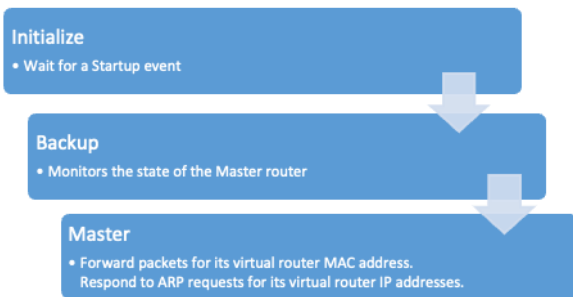 Initialize
• Wait for a Startup event
Backup
• Monitors the state of the Master router
Master
• Forward packets for its virtual router MAC address.
Respond to ARP requests for its virtual router IP addresses.